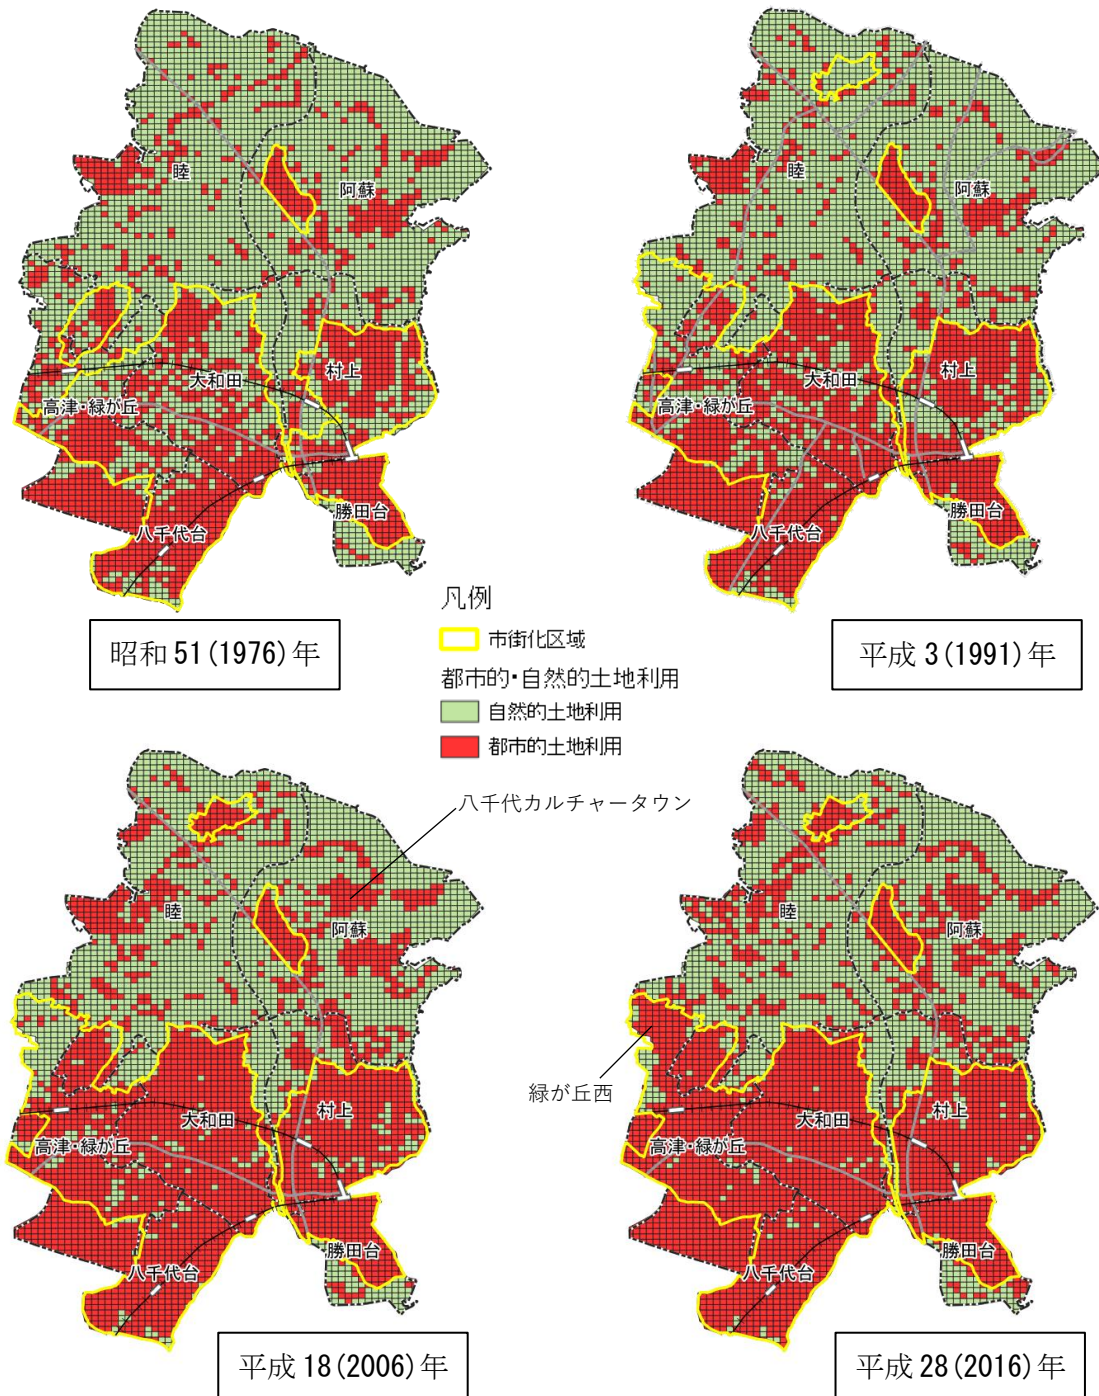 睦
阿蘇
大和田
村上
高津・緑が丘
勝田台
八千代台
昭和 51(1976)年
睦
阿蘇
大和田
村上
高津・緑が丘
勝田台
八千代台
平成 3(1991)年
凡例
市街化区域
都市的・自然的土地利用
自然的土地利用
都市的土地利用
八千代カルチャータウン
睦
阿蘇
大和田
村上
高津・緑が丘
勝田台
八千代台
平成 18(2006)年
睦
阿蘇
緑が丘西
大和田
村上
高津・緑が丘
勝田台
八千代台
平成 28(2016)年